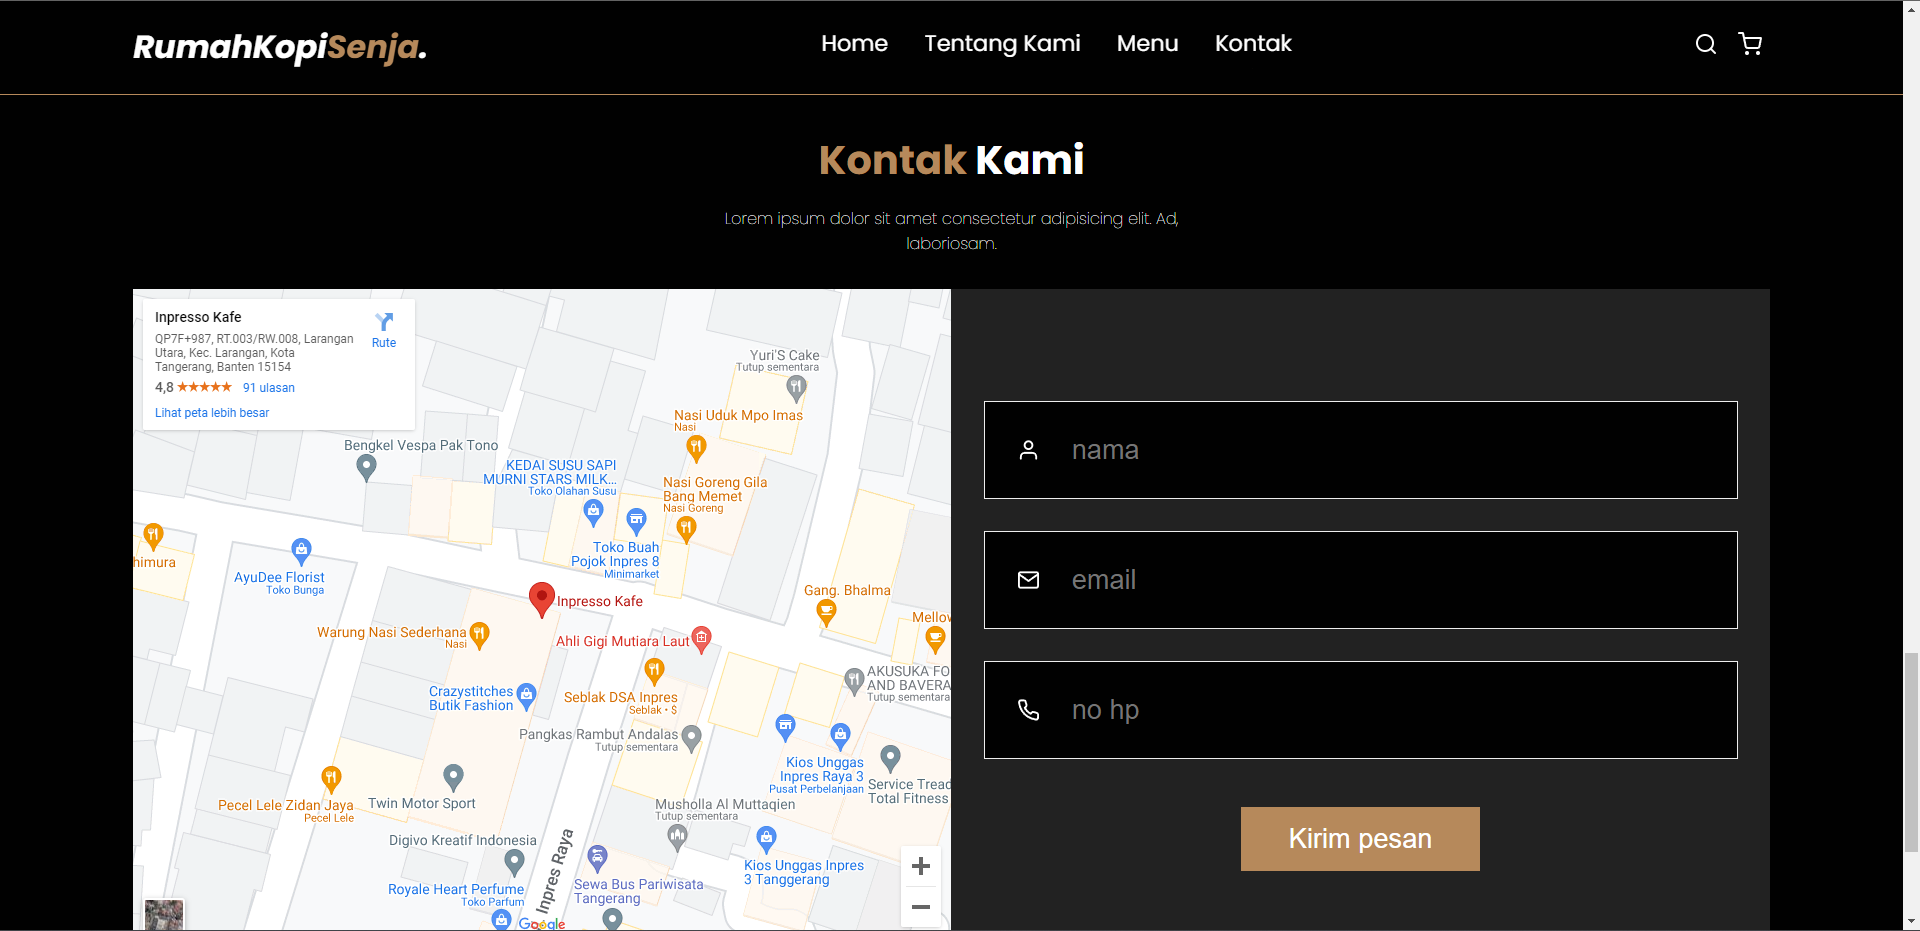 RumahKopiSenja.
Home
Tentang Kami
Menu
Kontak
Kontak Kami
Lorem ipsum dolor sit amet consectetur adipisicing elit. Ad,
laboriosam.
Inpresso Kafe
QP7F+987, RT.003/RW.008, Larangan
Utara, Kec. Larangan, Kota
Tangerang, Banten 15154
4,8
91 ulasan
Lihat peta lebih besar
Rute
Yuri'S Cake
Tutup sementara
Nasi Uduk Mpo Imas
Nasi
Bengkel Vespa Pak Tono
KEDAI SUSU SAPI
MURNI STARS MILK...
Toko Olahan Susu
Nasi Goreng Gila
Bang Memet
Nasi Goreng
Toko Buah
Pojok Inpres 8
Minimarket
himura
AyuDee Florist
Toko Bunga
Gang. Bhalma
Inpresso Kafe
Mellow
Warung Nasi Sederhana
Nasi
Ahli Gigi Mutiara Laut
AKUSUKA FO
AND BAVERA
Tutup sementara
Crazystitches
Butik Fashion
Seblak DSA Inpres
Seblak • $
Pangkas Rambut Andalas
Tutup sementara
Kios Unggas
Inpres Raya 3
Pusat Perbelanjaan
Service Tread
Total Fitness
Pecel Lele Zidan Jaya
Pecel Lele
Twin Motor Sport
Musholla Al Muttaqien
Tutup sementara
Digivo Kreatif Indonesia
Inpres Raya
Kios Unggas Inpres
3 Tanggerang
Royale Heart Perfume
Toko Parfum
Sewa Bus Pariwisata
Tangerang
Google
nama
email
no hp
Kirim pesan